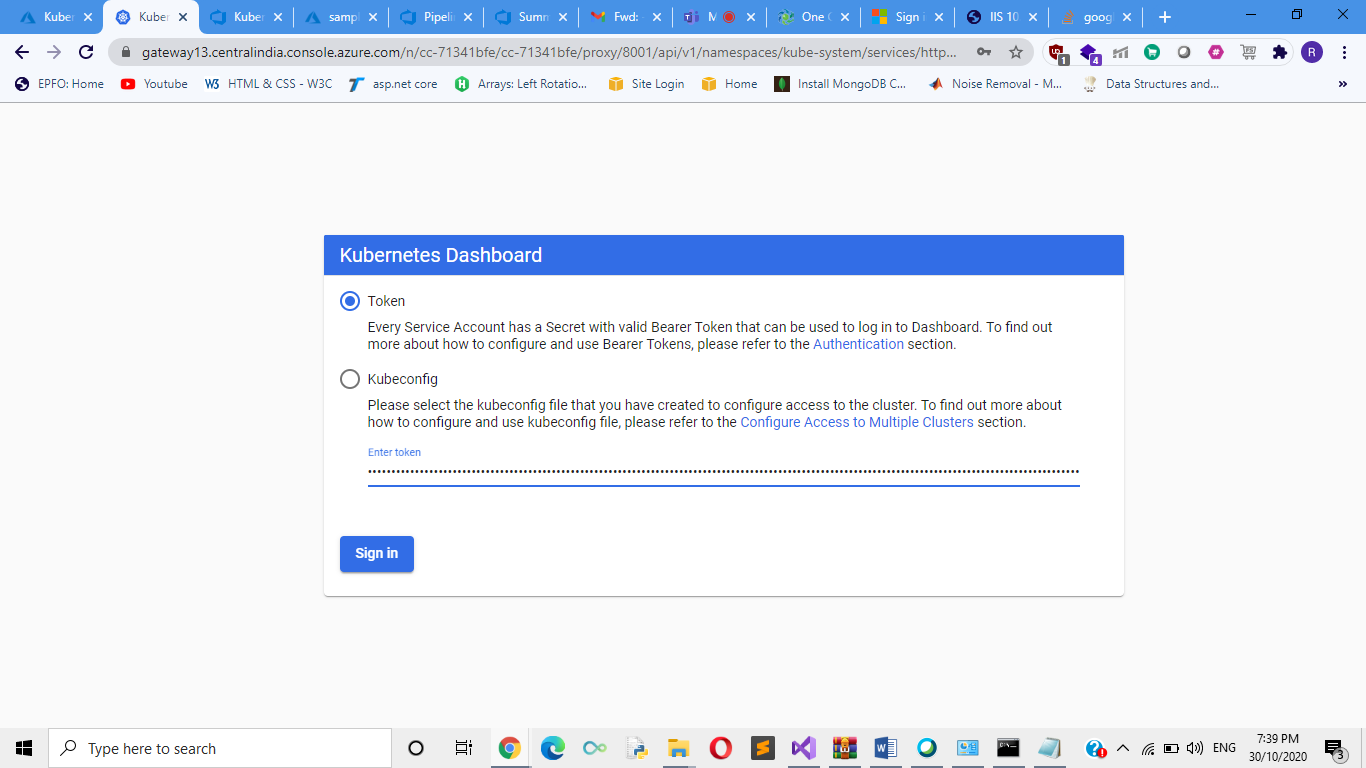 Kuber
Kuber
Kuber
sampl
Pipeli
Summ
Fwd:
M
One C
Sign i
IIS 10
goog
gateway13.centralindia.console.azure.com/n/cc-71341bfe/cc-71341bfe/proxy/8001/api/v1/namespaces/kube-system/services/http...
1
4
R
EPFO: Home
Youtube
W3 HTML & CSS - W3C
asp.net core
Arrays: Left Rotatio...
Site Login
Home
Install MongoDB C...
Noise Removal - M...
Data Structures and...
»
Kubernetes Dashboard
Token
Every Service Account has a Secret with valid Bearer Token that can be used to log in to Dashboard. To find out
more about how to configure and use Bearer Tokens, please refer to the Authentication section.
Kubeconfig
Please select the kubeconfig file that you have created to configure access to the cluster. To find out more about
how to configure and use kubeconfig file, please refer to the Configure Access to Multiple Clusters section.
Enter token
Sign in
Type here to search
ENG
7:39 PM
30/10/2020
3